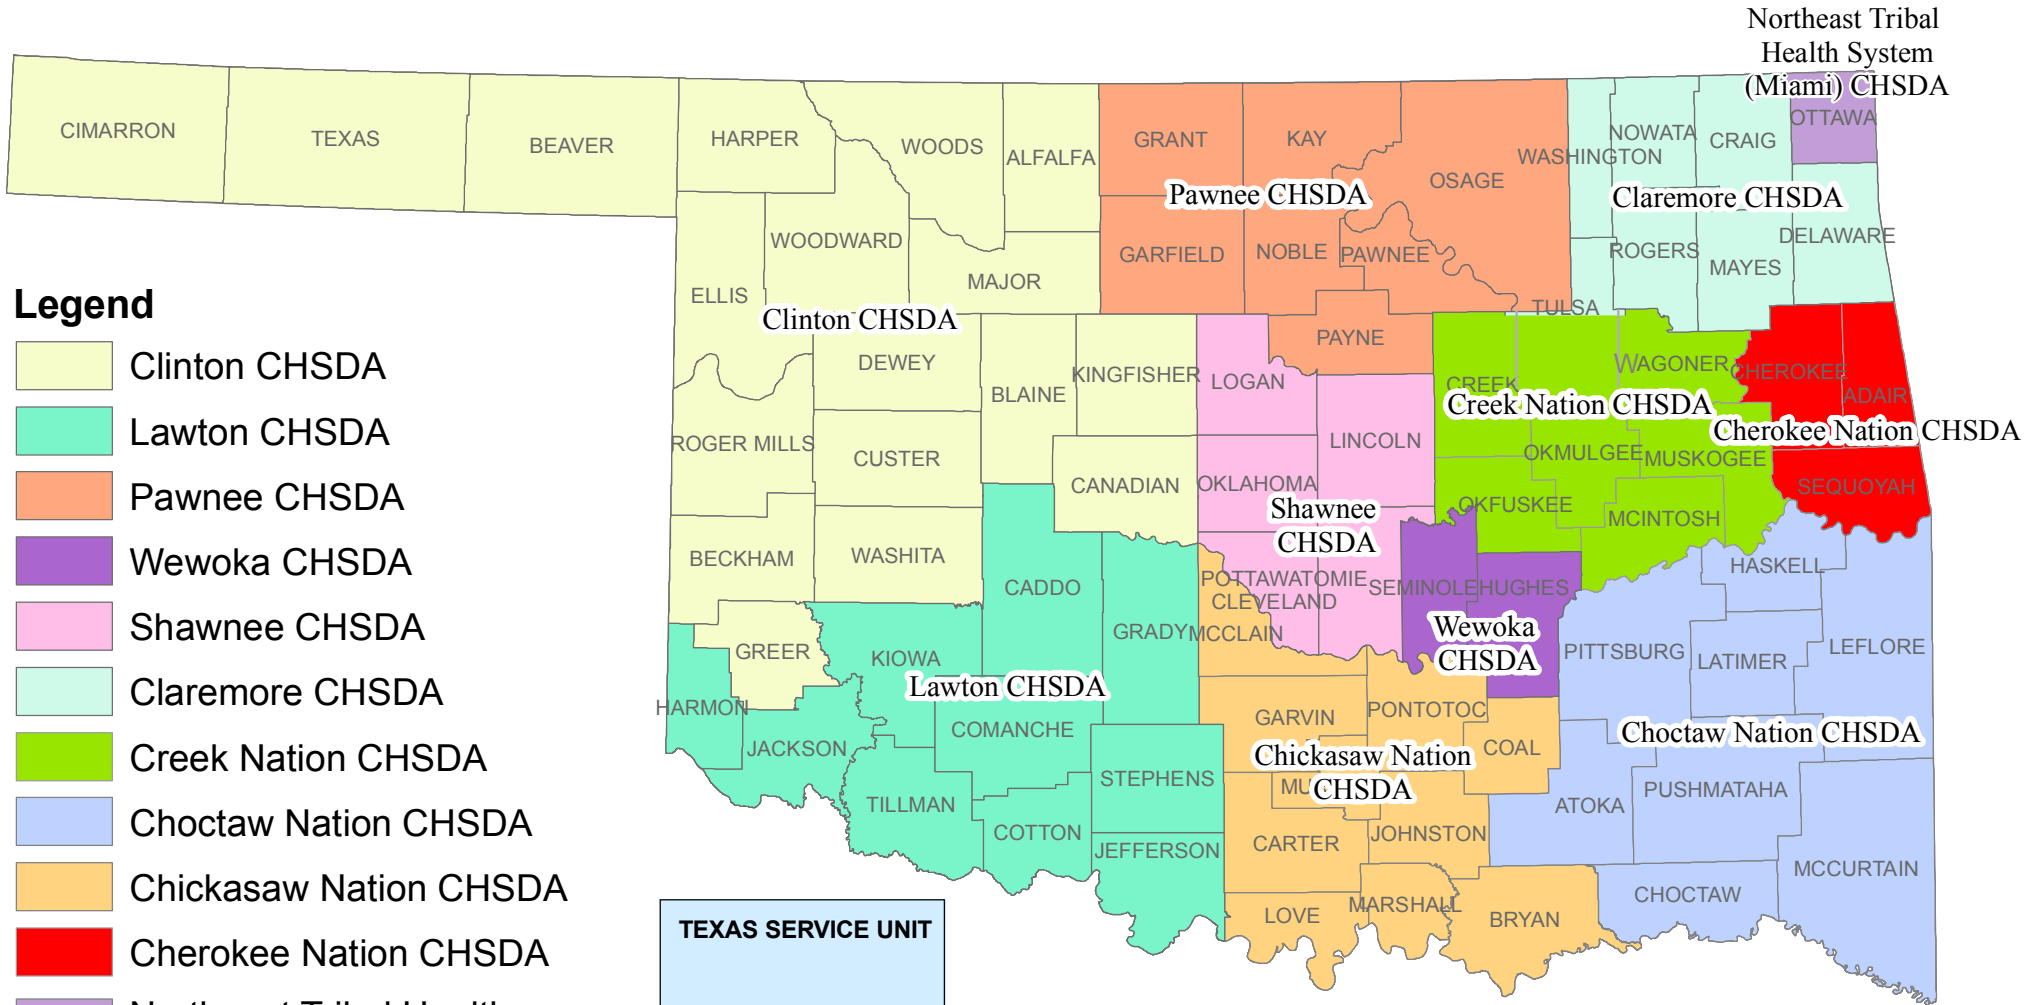 Northeast Tribal
Health System
(Miami) CHSDA
CIMARRON
TEXAS
BEAVER
HARPER
WOODS
ALFALFA
GRANT
KAY
OSAGE
WASHINGTON
NOWATA
CRAIG
OTTAWA
Pawnee CHSDA
Claremore CHSDA
ELLIS
WOODWARD
MAJOR
GARFIELD
NOBLE
PAWNEE
ROGERS
MAYES
DELAWARE
TULSA
Clinton CHSDA
DEWEY
BLAINE
KINGFISHER
LOGAN
PAYNE
CREEK
WAGONER
CHEROKEE
ADAIR
Creek Nation CHSDA
Cherokee Nation CHSDA
ROGER MILLS
CUSTER
CANADIAN
OKLAHOMA
LINCOLN
OKMULGEE
MUSKOGEE
SEQUOYAH
OKFUSKEE
MCINTOSH
Shawnee
CHSDA
BECKHAM
WASHITA
CADDO
GRADY
MCCLAIN
POTTAWATOMIE
CLEVELAND
SEMINOLE
HUGHES
HASKELL
Wewoka
CHSDA
GREER
KIOWA
PITTSBURG
LATIMER
LEFLORE
Lawton CHSDA
HARMON
JACKSON
COMANCHE
GARVIN
PONTOTOC
COAL
Choctaw Nation CHSDA
Chickasaw Nation
CHSDA
STEPHENS
TILLMAN
COTTON
JEFFERSON
MU
CARTER
JOHNSTON
ATOKA
PUSHMATAHA
MCCURTAIN
CHOCTAW
LOVE
MARSHALL
BRYAN
Legend
Clinton CHSDA
Lawton CHSDA
Pawnee CHSDA
Wewoka CHSDA
Shawnee CHSDA
Claremore CHSDA
Creek Nation CHSDA
Choctaw Nation CHSDA
Chickasaw Nation CHSDA
Cherokee Nation CHSDA
Northeast Tribal Health
TEXAS SERVICE UNIT